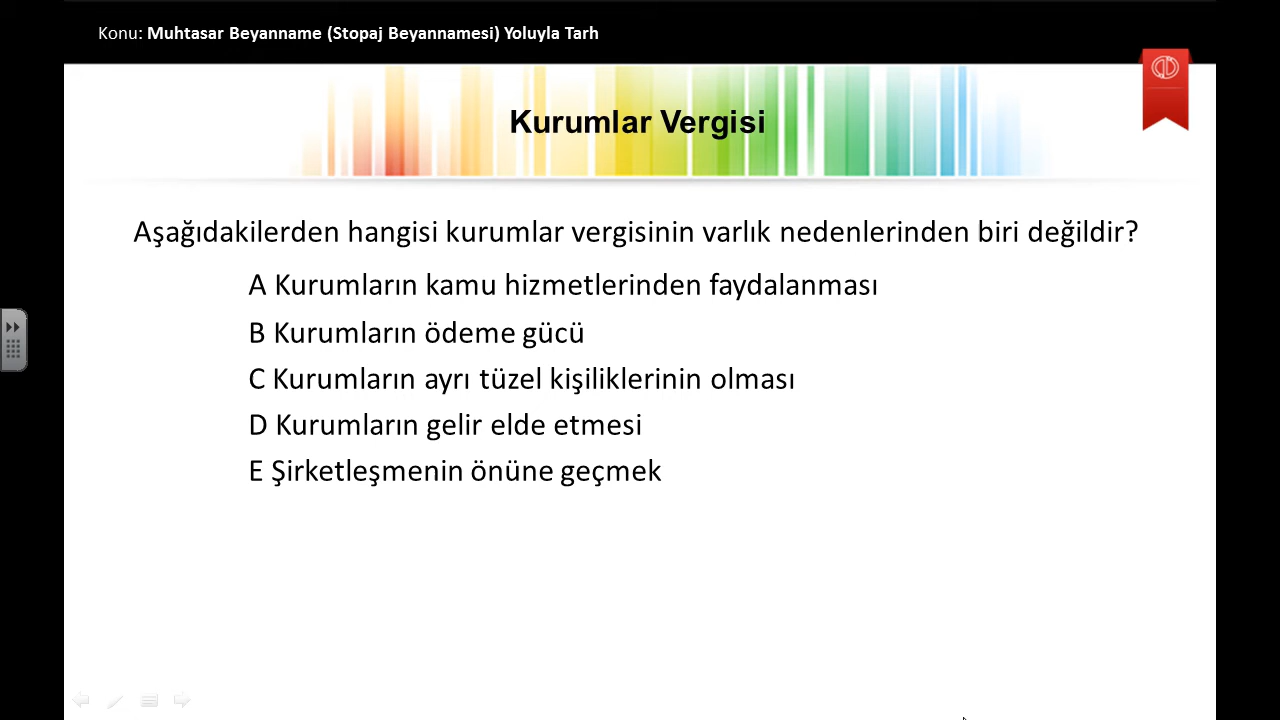 Konu: Muhtasar Beyanname (Stopaj Beyannamesi) Yoluyla Tarh
Kurumlar Vergisi
Aşağıdakilerden hangisi kurumlar vergisinin varlık nedenlerinden biri değildir?
A Kurumların kamu hizmetlerinden faydalanması
B Kurumların ödeme gücü
C Kurumların ayrı tüzel kişiliklerinin olması
D Kurumların gelir elde etmesi
E Şirketleşmenin önüne geçmek